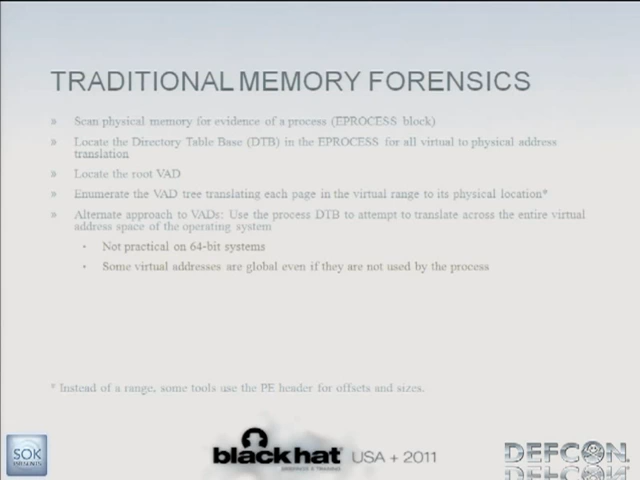 TRADITIONAL MEMORY FORENSICS
» Scan physical memory for evidence of a process (EPROCESS block)
» Locate the Directory Table Base (DTB) in the EPROCESS for all virtual to physical address
translation
» Locate the root VAD
» Enumerate the VAD tree translating each page in the virtual range to its physical location*
» Alternate approach to VADs: Use the process DTB to attempt to translate across the entire virtual
address space of the operating system
• Not practical on 64-bit systems
• Some virtual addresses are global even if they are not used by the process
* Instead of a range, some tools use the PE header for offsets and sizes.
SOK
PRESENTS
black hat USA + 2011
DEFCON